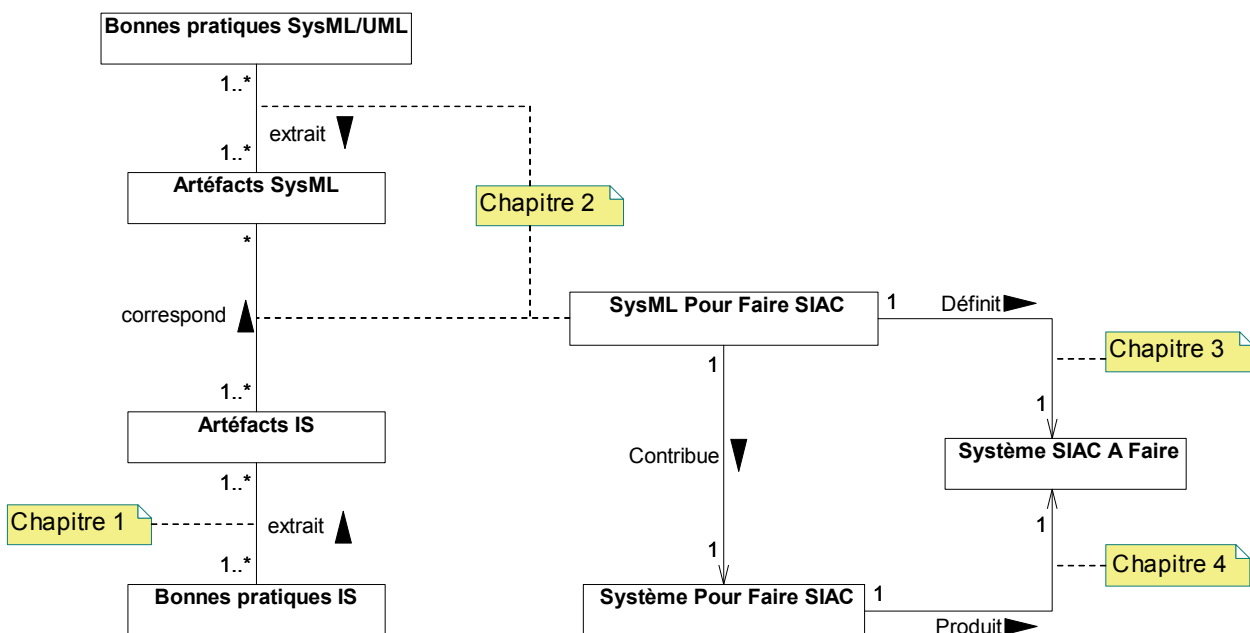 Bonnes pratiques SysML/UML
1..*
extrait
1..*
Artéfacts SysML
Chapitre 2
*
correspond
SysML Pour Faire SIAC
1
Définit
Chapitre 3
1
1
1..*
Artéfacts IS
Contribue
Système SIAC A Faire
1..*
Chapitre 1
extrait
1
1
Chapitre 4
1..*
Bonnes pratiques IS
Système Pour Faire SIAC
1
Produit